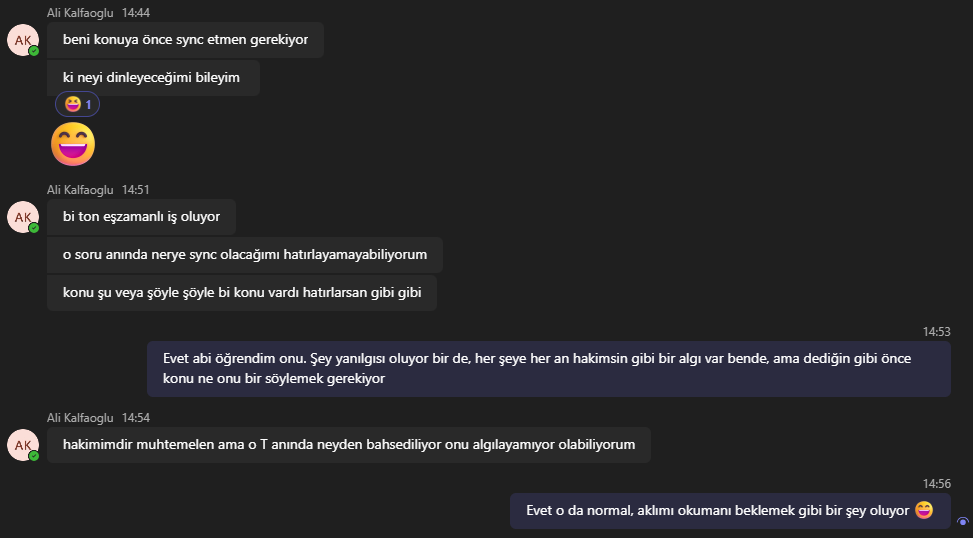 Ali Kalfaoglu 14:44
AK
beni konuya önce sync etmen gerekiyor
ki neyi dinleyeceğimi bileyim
1
Ali Kalfaoglu 14:51
AK
bi ton eşzamanlı iş oluyor
o soru anında nerye sync olacağımı hatırlayamayabiliyorum
konu şu veya şöyle şöyle bi konu vardı hatırlarsan gibi gibi
14:53
Evet abi öğrendim onu. Şey yanılgısı oluyor bir de, her şeye her an hakimsin gibi bir algı var bende, ama dediğin gibi önce
konu ne onu bir söylemek gerekiyor
Ali Kalfaoglu 14:54
AK
hakimimdir muhtemelen ama o T anında neyden bahsediliyor onu algılayamıyor olabiliyorum
14:56
Evet o da normal, aklımı okumanı beklemek gibi bir şey oluyor